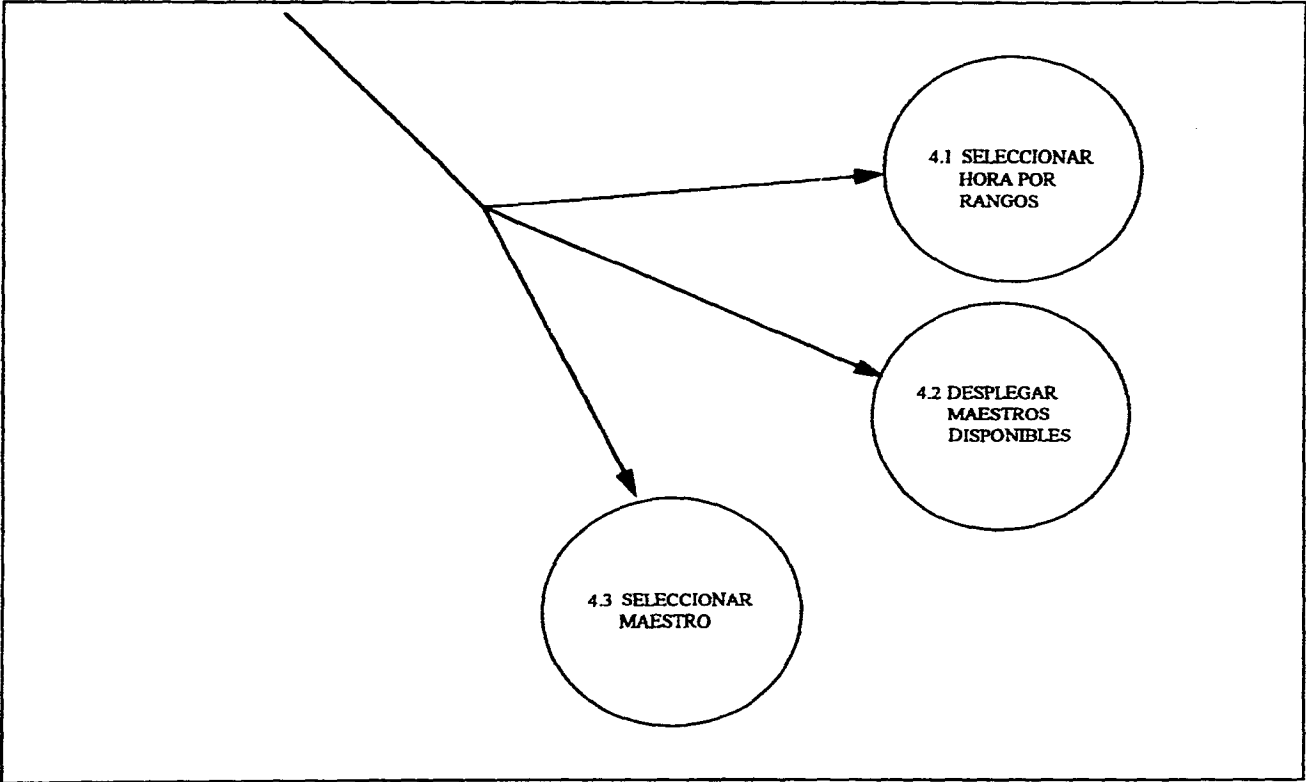 4.1 SELECCIONAR
HORA POR
RANGOS
4.2 DESPLEGAR
MAESTROS
DISPONIBLES
4.3 SELECCIONAR
MAESTRO